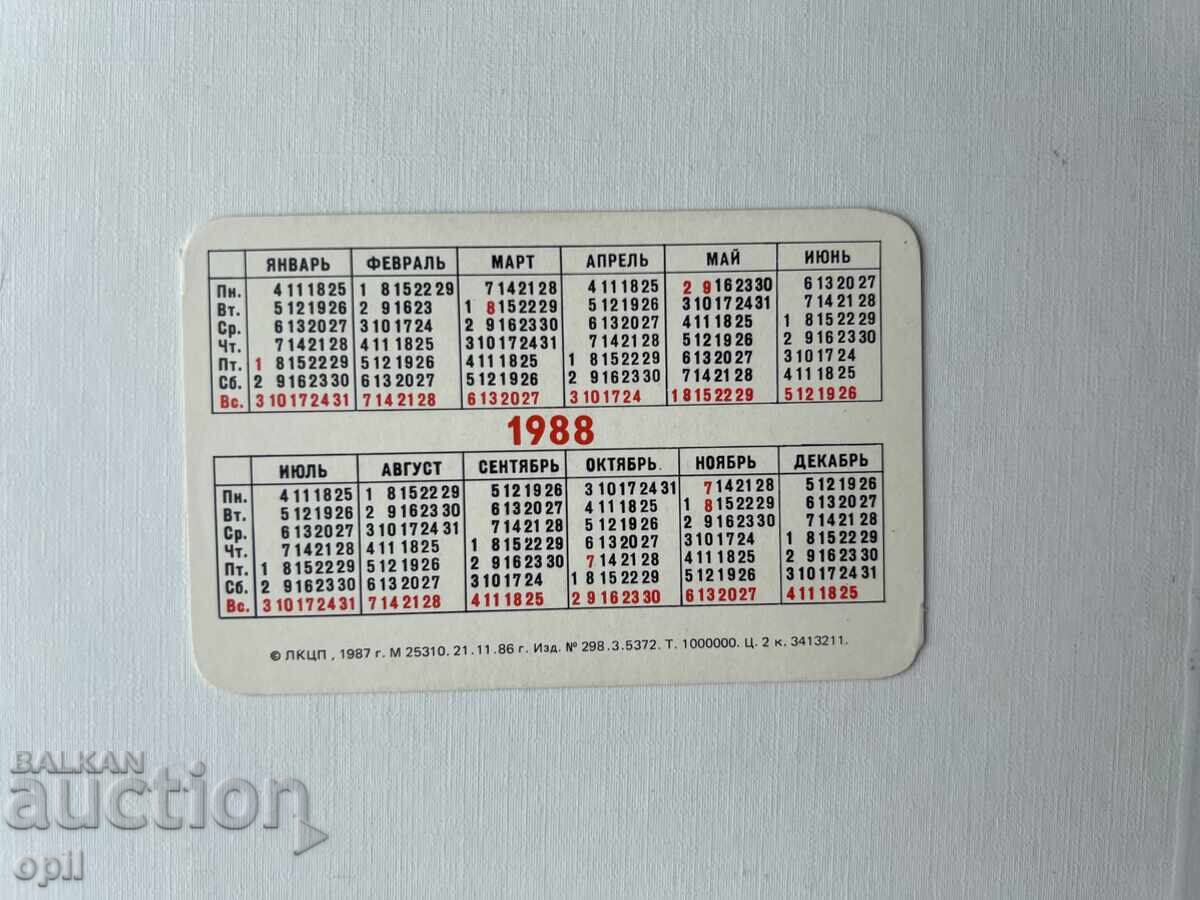 ЯНВАРЬ ФЕВРАЛЬ МАРТ АПРЕЛЬ МАЙ ИЮНЬ
Пн. 4 11 18 25 1 8 15 22 29 7 14 21 28 4 11 18 25 2 9 16 23 30 6 13 20 27
Вт. 5 12 19 26 2 9 16 23 1 8 15 22 29 5 12 19 26 3 10 17 24 31 7 14 21 28
Ср. 6 13 20 27 3 10 17 24 2 9 16 23 30 6 13 20 27 4 11 18 25 1 8 15 22 29
Чт. 7 14 21 28 4 11 18 25 3 10 17 24 31 7 14 21 28 5 12 19 26 2 9 16 23 30
Пт. 1 8 15 22 29 5 12 19 26 4 11 18 25 1 8 15 22 29 6 13 20 27 3 10 17 24
Сб. 2 9 16 23 30 6 13 20 27 5 12 19 26 2 9 16 23 30 7 14 21 28 4 11 18 25
Вс. 3 10 17 24 31 7 14 21 28 6 13 20 27 3 10 17 24 1 8 15 22 29 5 12 19 26
1988
ИЮЛЬ АВГУСТ СЕНТЯБРЬ ОКТЯБРЬ. НОЯБРЬ ДЕКАБРЬ
Пн. 4 11 18 25 1 8 15 22 29 5 12 19 26 3 10 17 24 31 7 14 21 28 5 12 19 26
Вт. 5 12 19 26 2 9 16 23 30 6 13 20 27 4 11 18 25 1 8 15 22 29 6 13 20 27
Ср. 6 13 20 27 3 10 17 24 31 7 14 21 28 5 12 19 26 2 9 16 23 30 7 14 21 28
Чт. 7 14 21 28 4 11 18 25 1 8 15 22 29 6 13 20 27 3 10 17 24 1 8 15 22 29
Пт. 1 8 15 22 29 5 12 19 26 2 9 16 23 30 7 14 21 28 4 11 18 25 2 9 16 23 30
Сб. 2 9 16 23 30 6 13 20 27 3 10 17 24 1 8 15 22 29 5 12 19 26 3 10 17 24 31
Вс. 3 10 17 24 31 7 14 21 28 4 11 18 25 2 9 16 23 30 6 13 20 27 4 11 18 25
© ЛКЦП , 1987 г. М 25310. 21.11.86 г. Изд. № 298.3.5372. Т. 1000000. Ц. 2 к. 3413211.
BALKAN
auction
opil